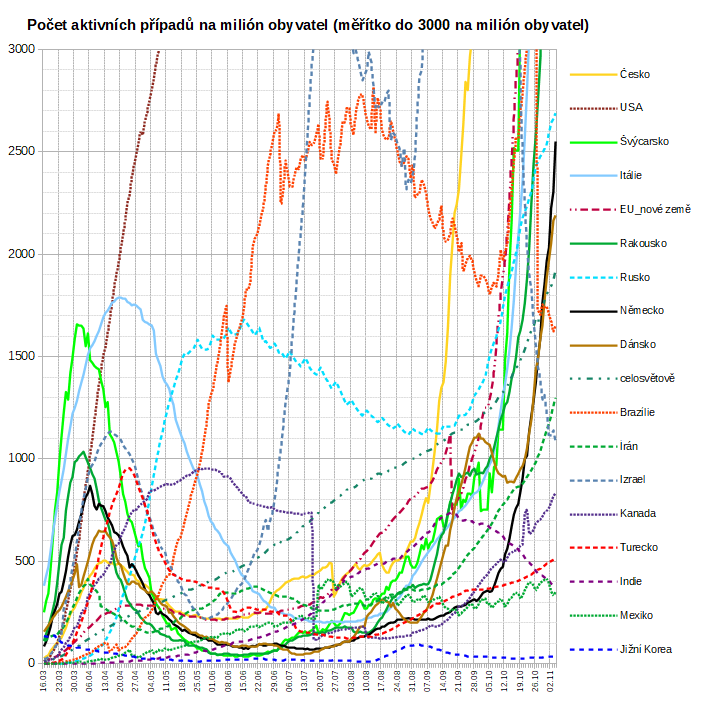 Počet aktivních případů na milión obyvatel (měřítko do 3000 na milión obyvatel)
3000
2500
2000
1500
1000
500
0
16.03 23.03 30.03 06.04 13.04 20.04 27.04 04.05 11.05 18.05 25.05 01.06 08.06 15.06 22.06 29.06 06.07 13.07 20.07 27.07 03.08 10.08 17.08 24.08 31.08 07.09 14.09 21.09 28.09 05.10 12.10 19.10 26.10 02.11
Česko
USA
Švýcarsko
Itálie
EU_nové země
Rakousko
Rusko
Německo
Dánsko
celosvětově
Brazílie
Írán
Izrael
Kanada
Turecko
Indie
Mexiko
Jižní Korea